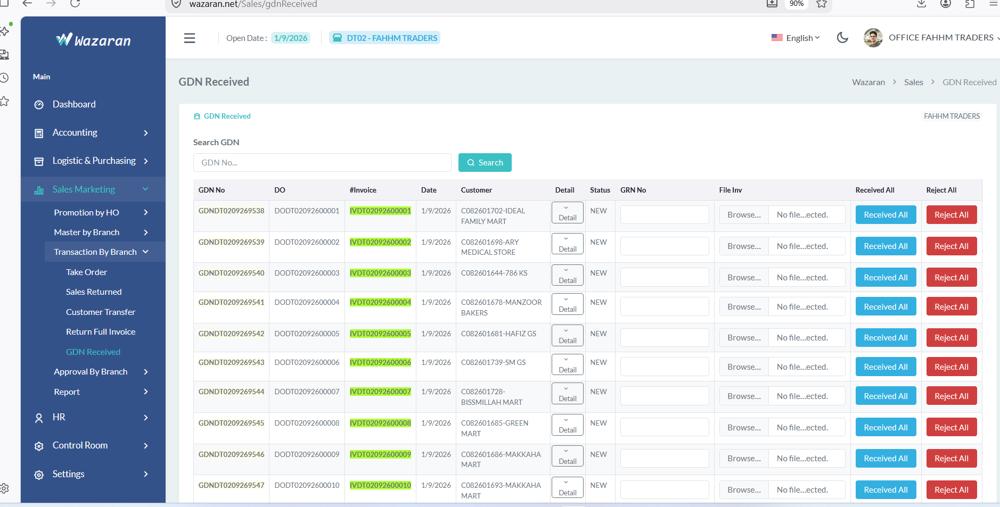 wazaran.net/Sales/gdnReceived
90%
Wazaran
Open Date : 1/9/2026
DT02 - FAHHM TRADERS
English
OFFICE FAHHM TRADERS
Main
Dashboard
Accounting
Logistic & Purchasing
Sales Marketing
Promotion by HO
Master by Branch
Transaction By Branch
Take Order
Sales Returned
Customer Transfer
Return Full Invoice
GDN Received
Approval By Branch
Report
HR
Control Room
Settings
GDN Received
Wazaran > Sales > GDN Received
GDN Received
FAHHM TRADERS
Search GDN
GDN No...
Search
GDN No DO #Invoice Date Customer Detail Status GRN No File Inv Received All Reject All
GDNDT0209269538 DODT02092600001 IVDT02092600001 1/9/2026 C082601702-IDEAL FAMILY MART Detail NEW Browse... No file...ected. Received All Reject All
GDNDT0209269539 DODT02092600002 IVDT02092600002 1/9/2026 C082601698-ARY MEDICAL STORE Detail NEW Browse... No file...ected. Received All Reject All
GDNDT0209269540 DODT02092600003 IVDT02092600003 1/9/2026 C082601644-786 KS Detail NEW Browse... No file...ected. Received All Reject All
GDNDT0209269541 DODT02092600004 IVDT02092600004 1/9/2026 C082601678-MANZOOR BAKERS Detail NEW Browse... No file...ected. Received All Reject All
GDNDT0209269542 DODT02092600005 IVDT02092600005 1/9/2026 C082601681-HAFIZ GS Detail NEW Browse... No file...ected. Received All Reject All
GDNDT0209269543 DODT02092600006 IVDT02092600006 1/9/2026 C082601739-SM GS Detail NEW Browse... No file...ected. Received All Reject All
GDNDT0209269544 DODT02092600007 IVDT02092600007 1/9/2026 C082601728-BISSMILLAH MART Detail NEW Browse... No file...ected. Received All Reject All
GDNDT0209269545 DODT02092600008 IVDT02092600008 1/9/2026 C082601685-GREEN MART Detail NEW Browse... No file...ected. Received All Reject All
GDNDT0209269546 DODT02092600009 IVDT02092600009 1/9/2026 C082601686-MAKKAHA MART Detail NEW Browse... No file...ected. Received All Reject All
GDNDT0209269547 DODT02092600010 IVDT02092600010 1/9/2026 C082601693-MAKKAHA MART Detail NEW Browse... No file...ected. Received All Reject All